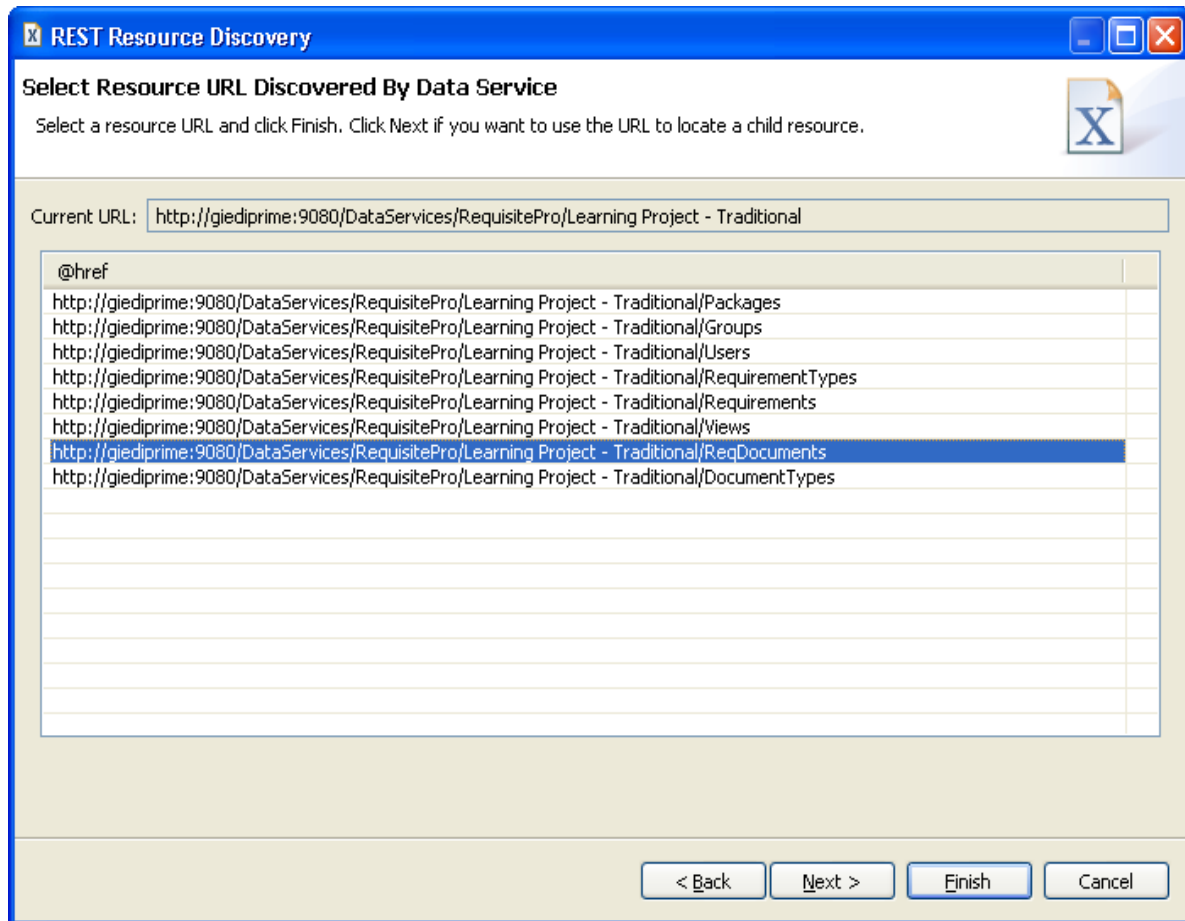 REST Resource Discovery
Select Resource URL Discovered By Data Service
Select a resource URL and click Finish. Click Next if you want to use the URL to locate a child resource.
X
Current URL: http://giediprime:9080/DataServices/RequisitePro/Learning Project - Traditional
@href
http://giediprime:9080/DataServices/RequisitePro/Learning Project - Traditional/Packages
http://giediprime:9080/DataServices/RequisitePro/Learning Project - Traditional/Groups
http://giediprime:9080/DataServices/RequisitePro/Learning Project - Traditional/Users
http://giediprime:9080/DataServices/RequisitePro/Learning Project - Traditional/RequirementTypes
http://giediprime:9080/DataServices/RequisitePro/Learning Project - Traditional/Requirements
http://giediprime:9080/DataServices/RequisitePro/Learning Project - Traditional/Views
http://giediprime:9080/DataServices/RequisitePro/Learning Project - Traditional/ReqDocuments
http://giediprime:9080/DataServices/RequisitePro/Learning Project - Traditional/DocumentTypes
< Back Next > Finish Cancel